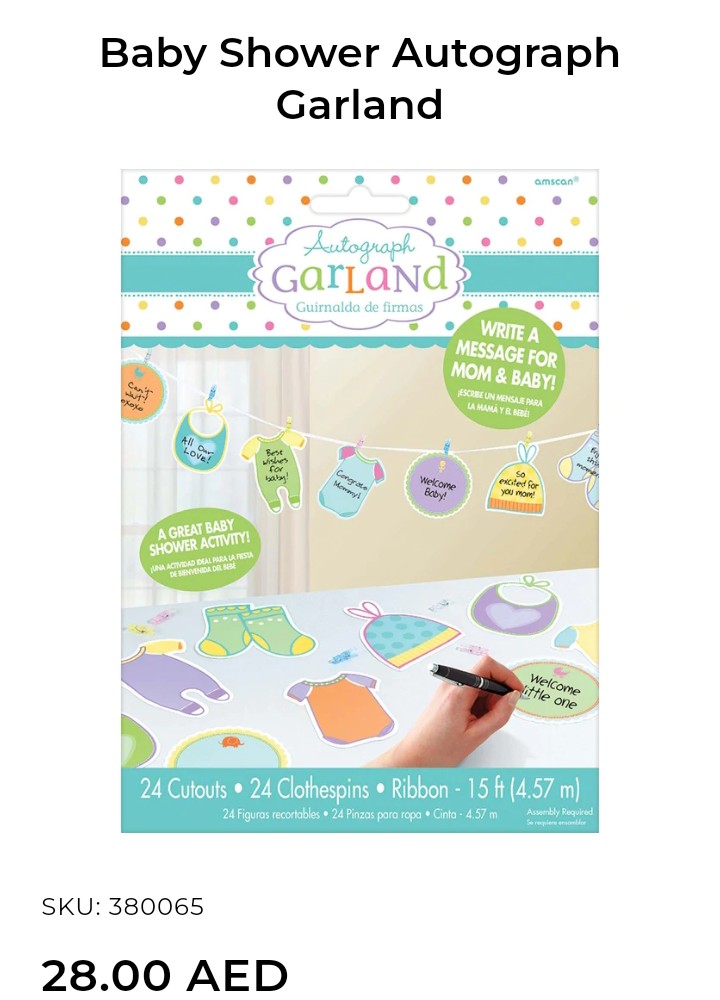 Baby Shower Autograph
Garland
amscan®
Autograph
GARLAND
Guirnalda de firmas
WRITE A
MESSAGE FOR
MOM & BABY!
¡ESCRIBE UN MENSAJE PARA
LA MAMÁ Y EL BEBÉ!
Can't
wait!
xoxo
All Our
LOVE!
Best
wishes
for
baby!
Congrats
Mommy!
Welcome
Baby!
So
excited for
you mom!
A GREAT BABY
SHOWER ACTIVITY!
¡UNA ACTIVIDAD IDEAL PARA LA FIESTA
DE BIENVENIDA DEL BEBÉ!
Welcome
little one
24 Cutouts • 24 Clothespins • Ribbon - 15 ft (4.57 m)
24 Figuras recortables • 24 Pinzas para ropa • Cinta - 4.57 m
Assembly Required
Se requiere ensamblar
SKU: 380065
28.00 AED